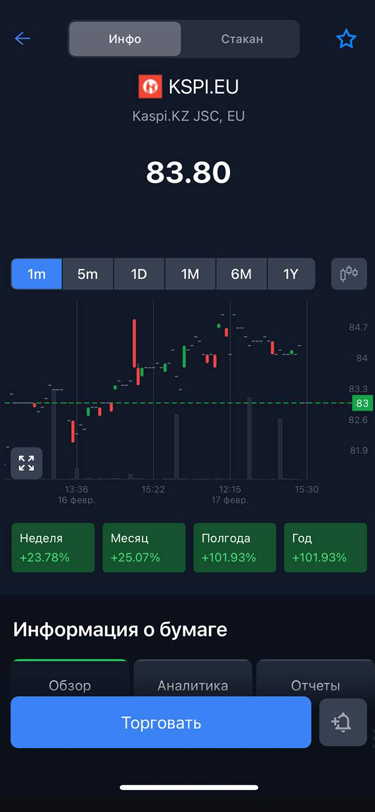 Инфо Стакан
KSPI.EU
Kaspi.KZ JSC, EU
83.80
1m 5m 1D 1M 6M 1Y
84.7
84
83.3
83
82.6
81.9
13:36 15:22 12:15 15:30
16 февр. 17 февр.
Неделя Месяц Полгода Год
+23.78% +25.07% +101.93% +101.93%
Информация о бумаге
Обзор Аналитика Отчеты
Торговать